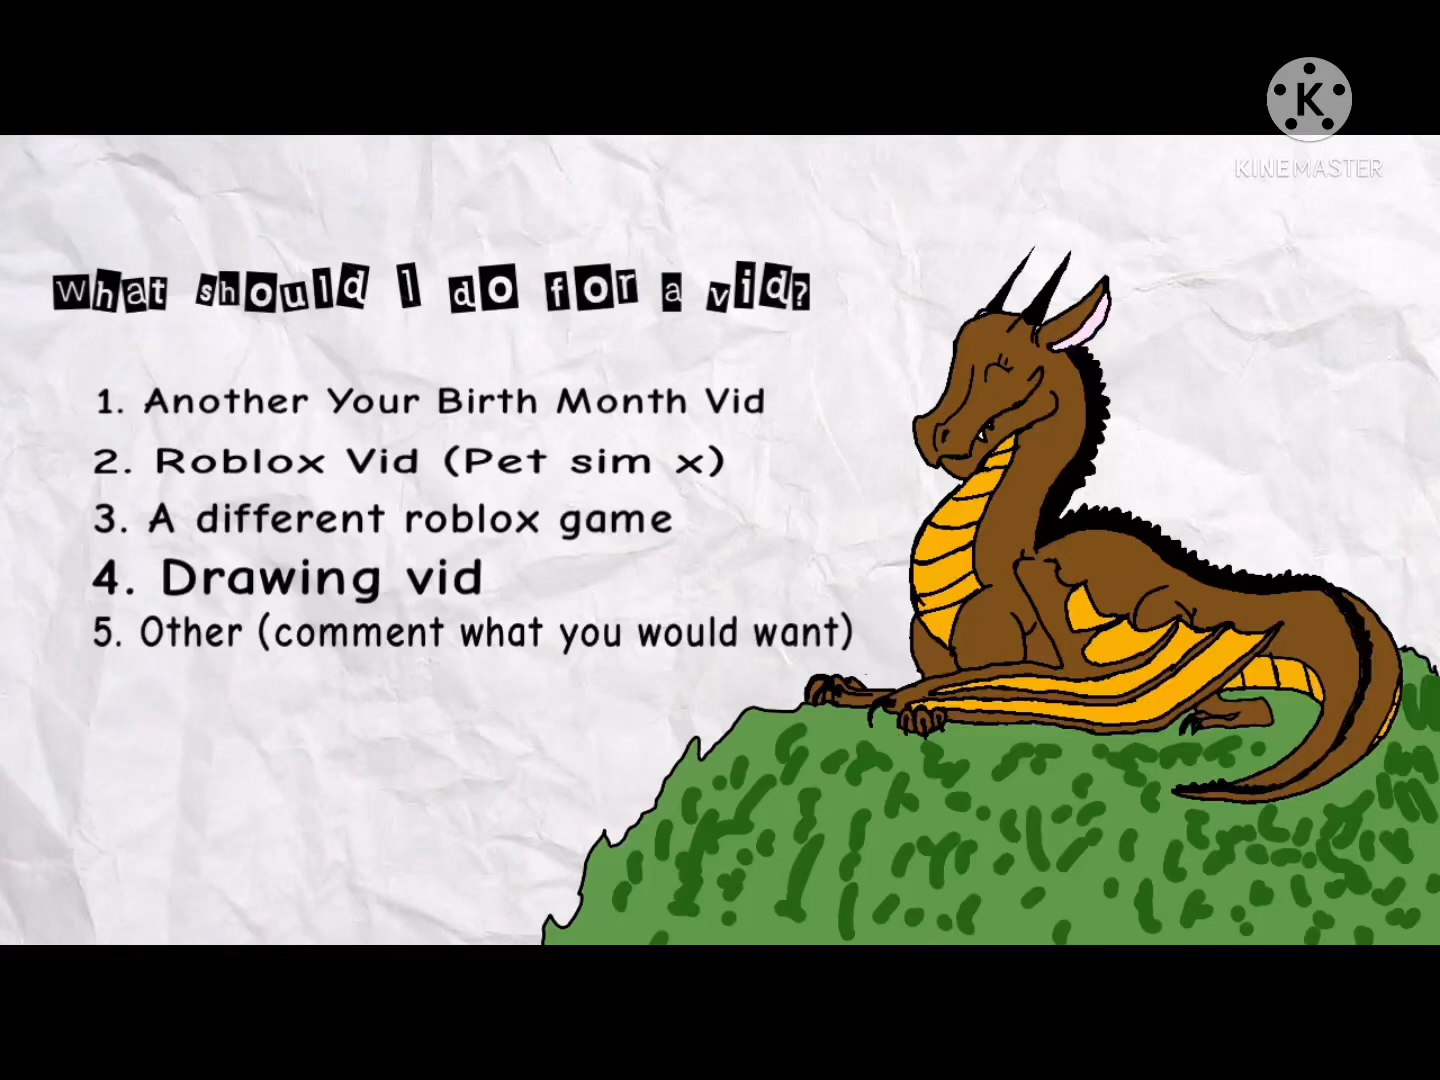 K
KINEMASTER
What should I do for a vid?
1. Another Your Birth Month Vid
2. Roblox Vid (Pet sim x)
3. A different roblox game
4. Drawing vid
5. Other (comment what you would want)